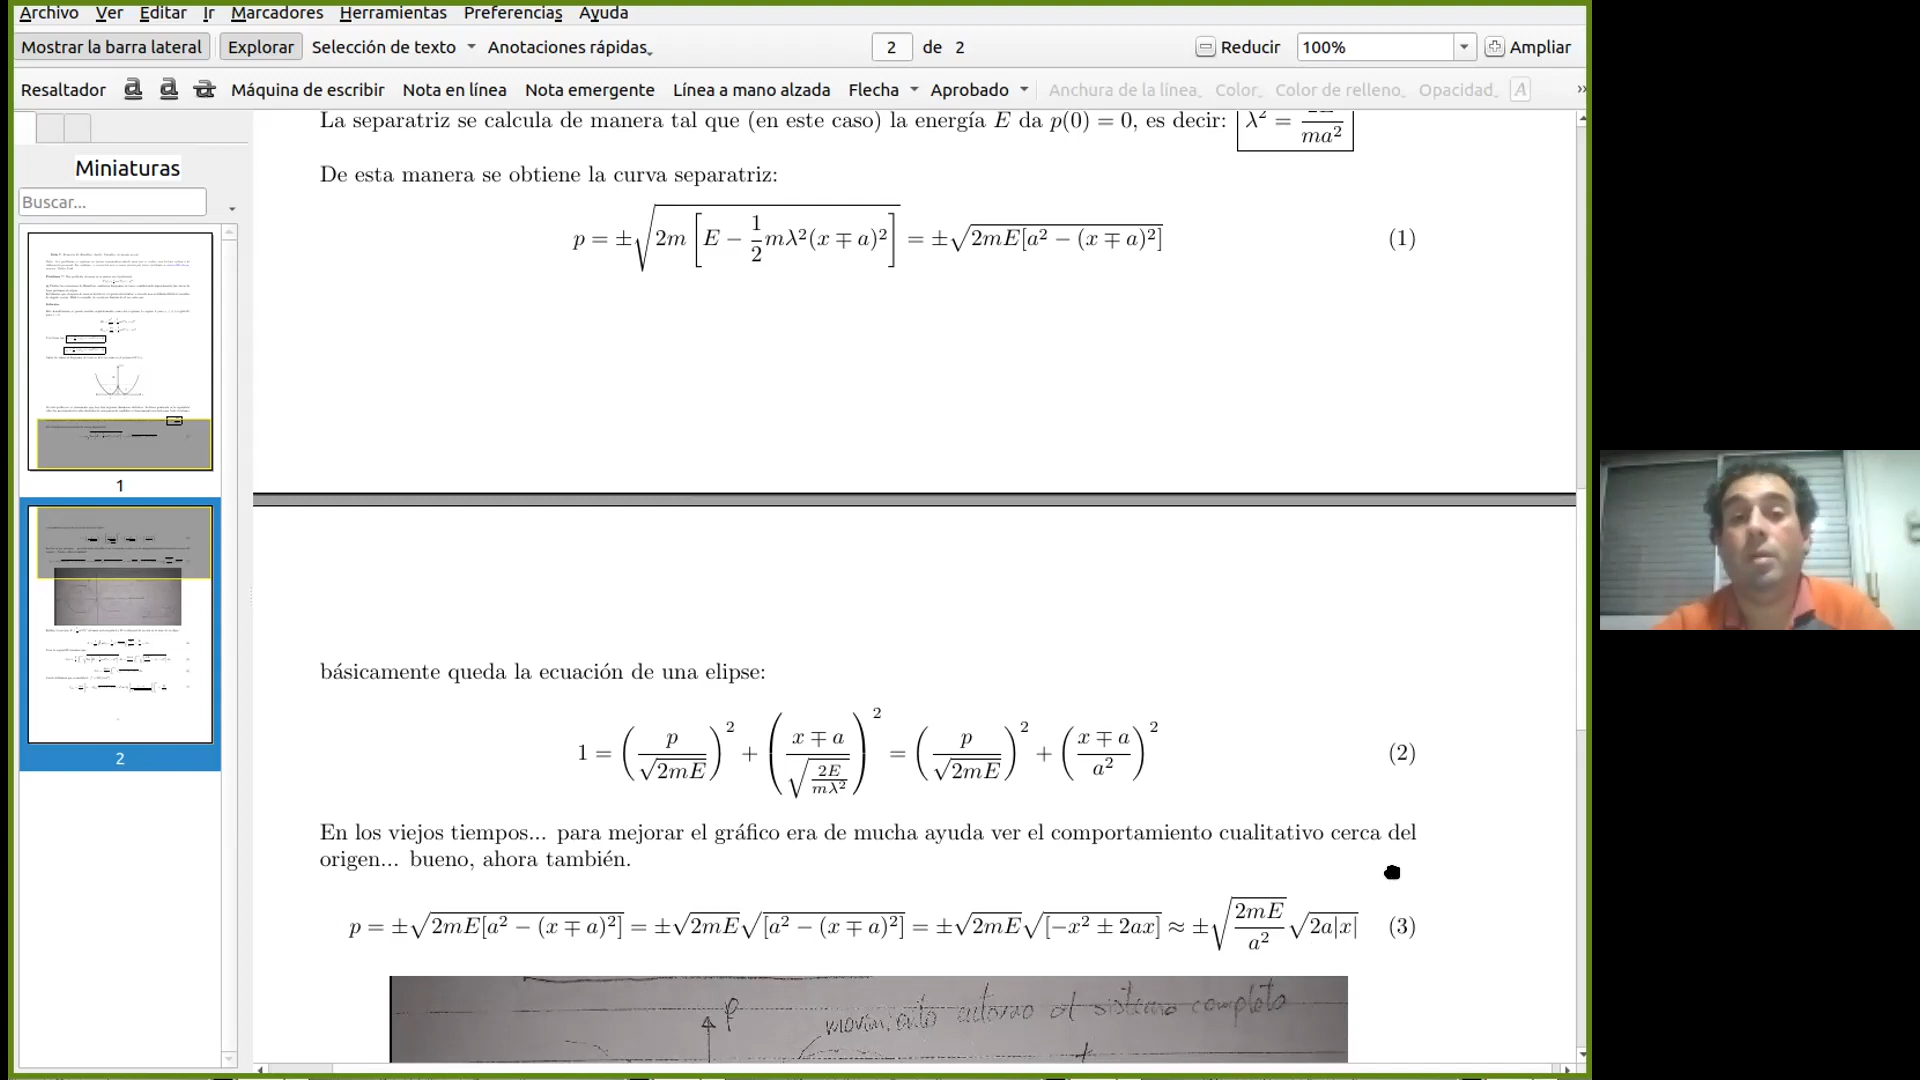 Archivo Ver Editar Ir Marcadores Herramientas Preferencias Ayuda
Mostrar la barra lateral Explorar Selección de texto Anotaciones rápidas 2 de 2 Reducir 100% Ampliar
Resaltador a a a Máquina de escribir Nota en línea Nota emergente Línea a mano alzada Flecha Aprobado Anchura de la línea Color Color de relleno Opacidad A »
Miniaturas
Buscar...
1
2
La separatriz se calcula de manera tal que (en este caso) la energía E da p(0) = 0, es decir: λ² = / ma²
De esta manera se obtiene la curva separatriz:
p = ±√(2m [E − 1/2 mλ²(x ∓ a)²]) = ±√(2mE[a² − (x ∓ a)²]) (1)
básicamente queda la ecuación de una elipse:
1 = (p / √2mE)² + (x ∓ a / √(2E / mλ²))² = (p / √2mE)² + (x ∓ a / a²)² (2)
En los viejos tiempos... para mejorar el gráfico era de mucha ayuda ver el comportamiento cualitativo cerca del
origen... bueno, ahora también.
p = ±√(2mE[a² − (x ∓ a)²]) = ±√2mE √([a² − (x ∓ a)²]) = ±√2mE √([−x² ± 2ax]) ≈ ±√(2mE / a²) √(2a|x|) (3)
p
movimiento entorno al sistema completo